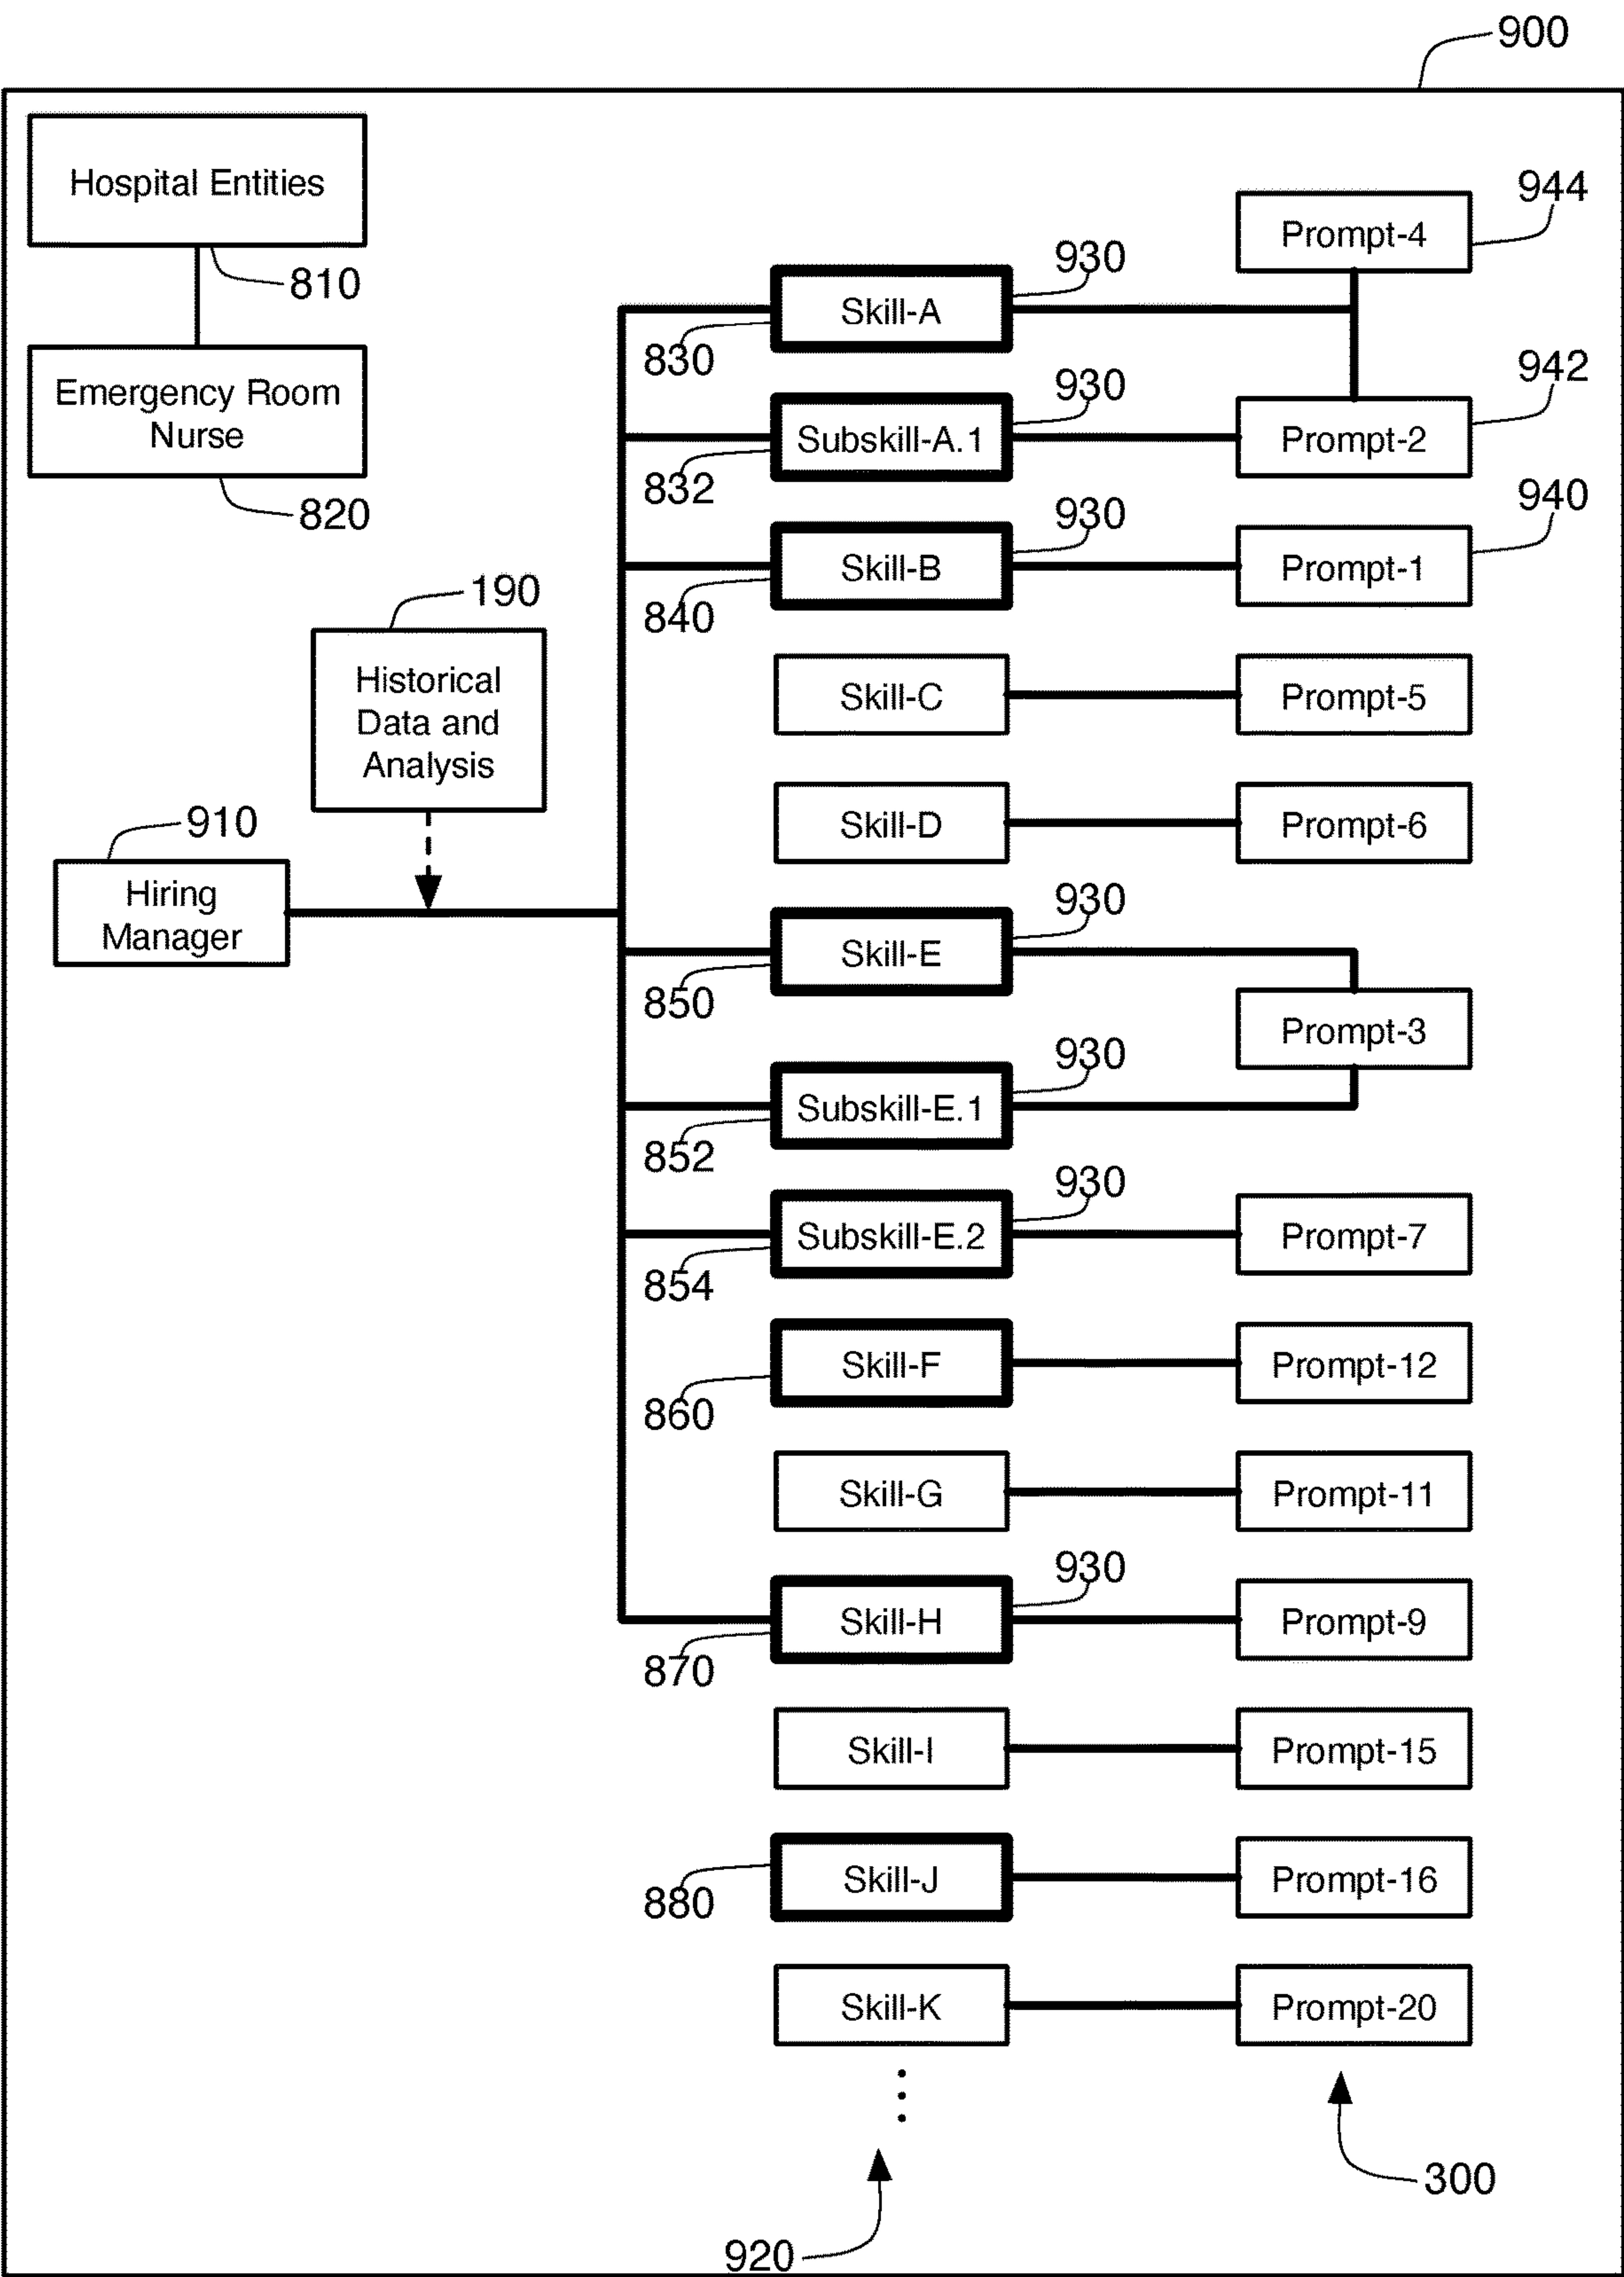 900
Hospital Entities
944
Prompt-4
930
810
Skill-A
830
Emergency Room
Nurse
942
930
Subskill-A.1
Prompt-2
832
820
940
930
Skill-B
Prompt-1
190
840
Historical
Data and
Analysis
Skill-C
Prompt-5
910
Skill-D
Prompt-6
Hiring
Manager
930
Skill-E
850
Prompt-3
930
Subskill-E.1
852
930
Subskill-E.2
Prompt-7
854
Skill-F
Prompt-12
860
Skill-G
Prompt-11
930
Skill-H
Prompt-9
870
Skill-I
Prompt-15
Skill-J
Prompt-16
880
Skill-K
Prompt-20
300
920